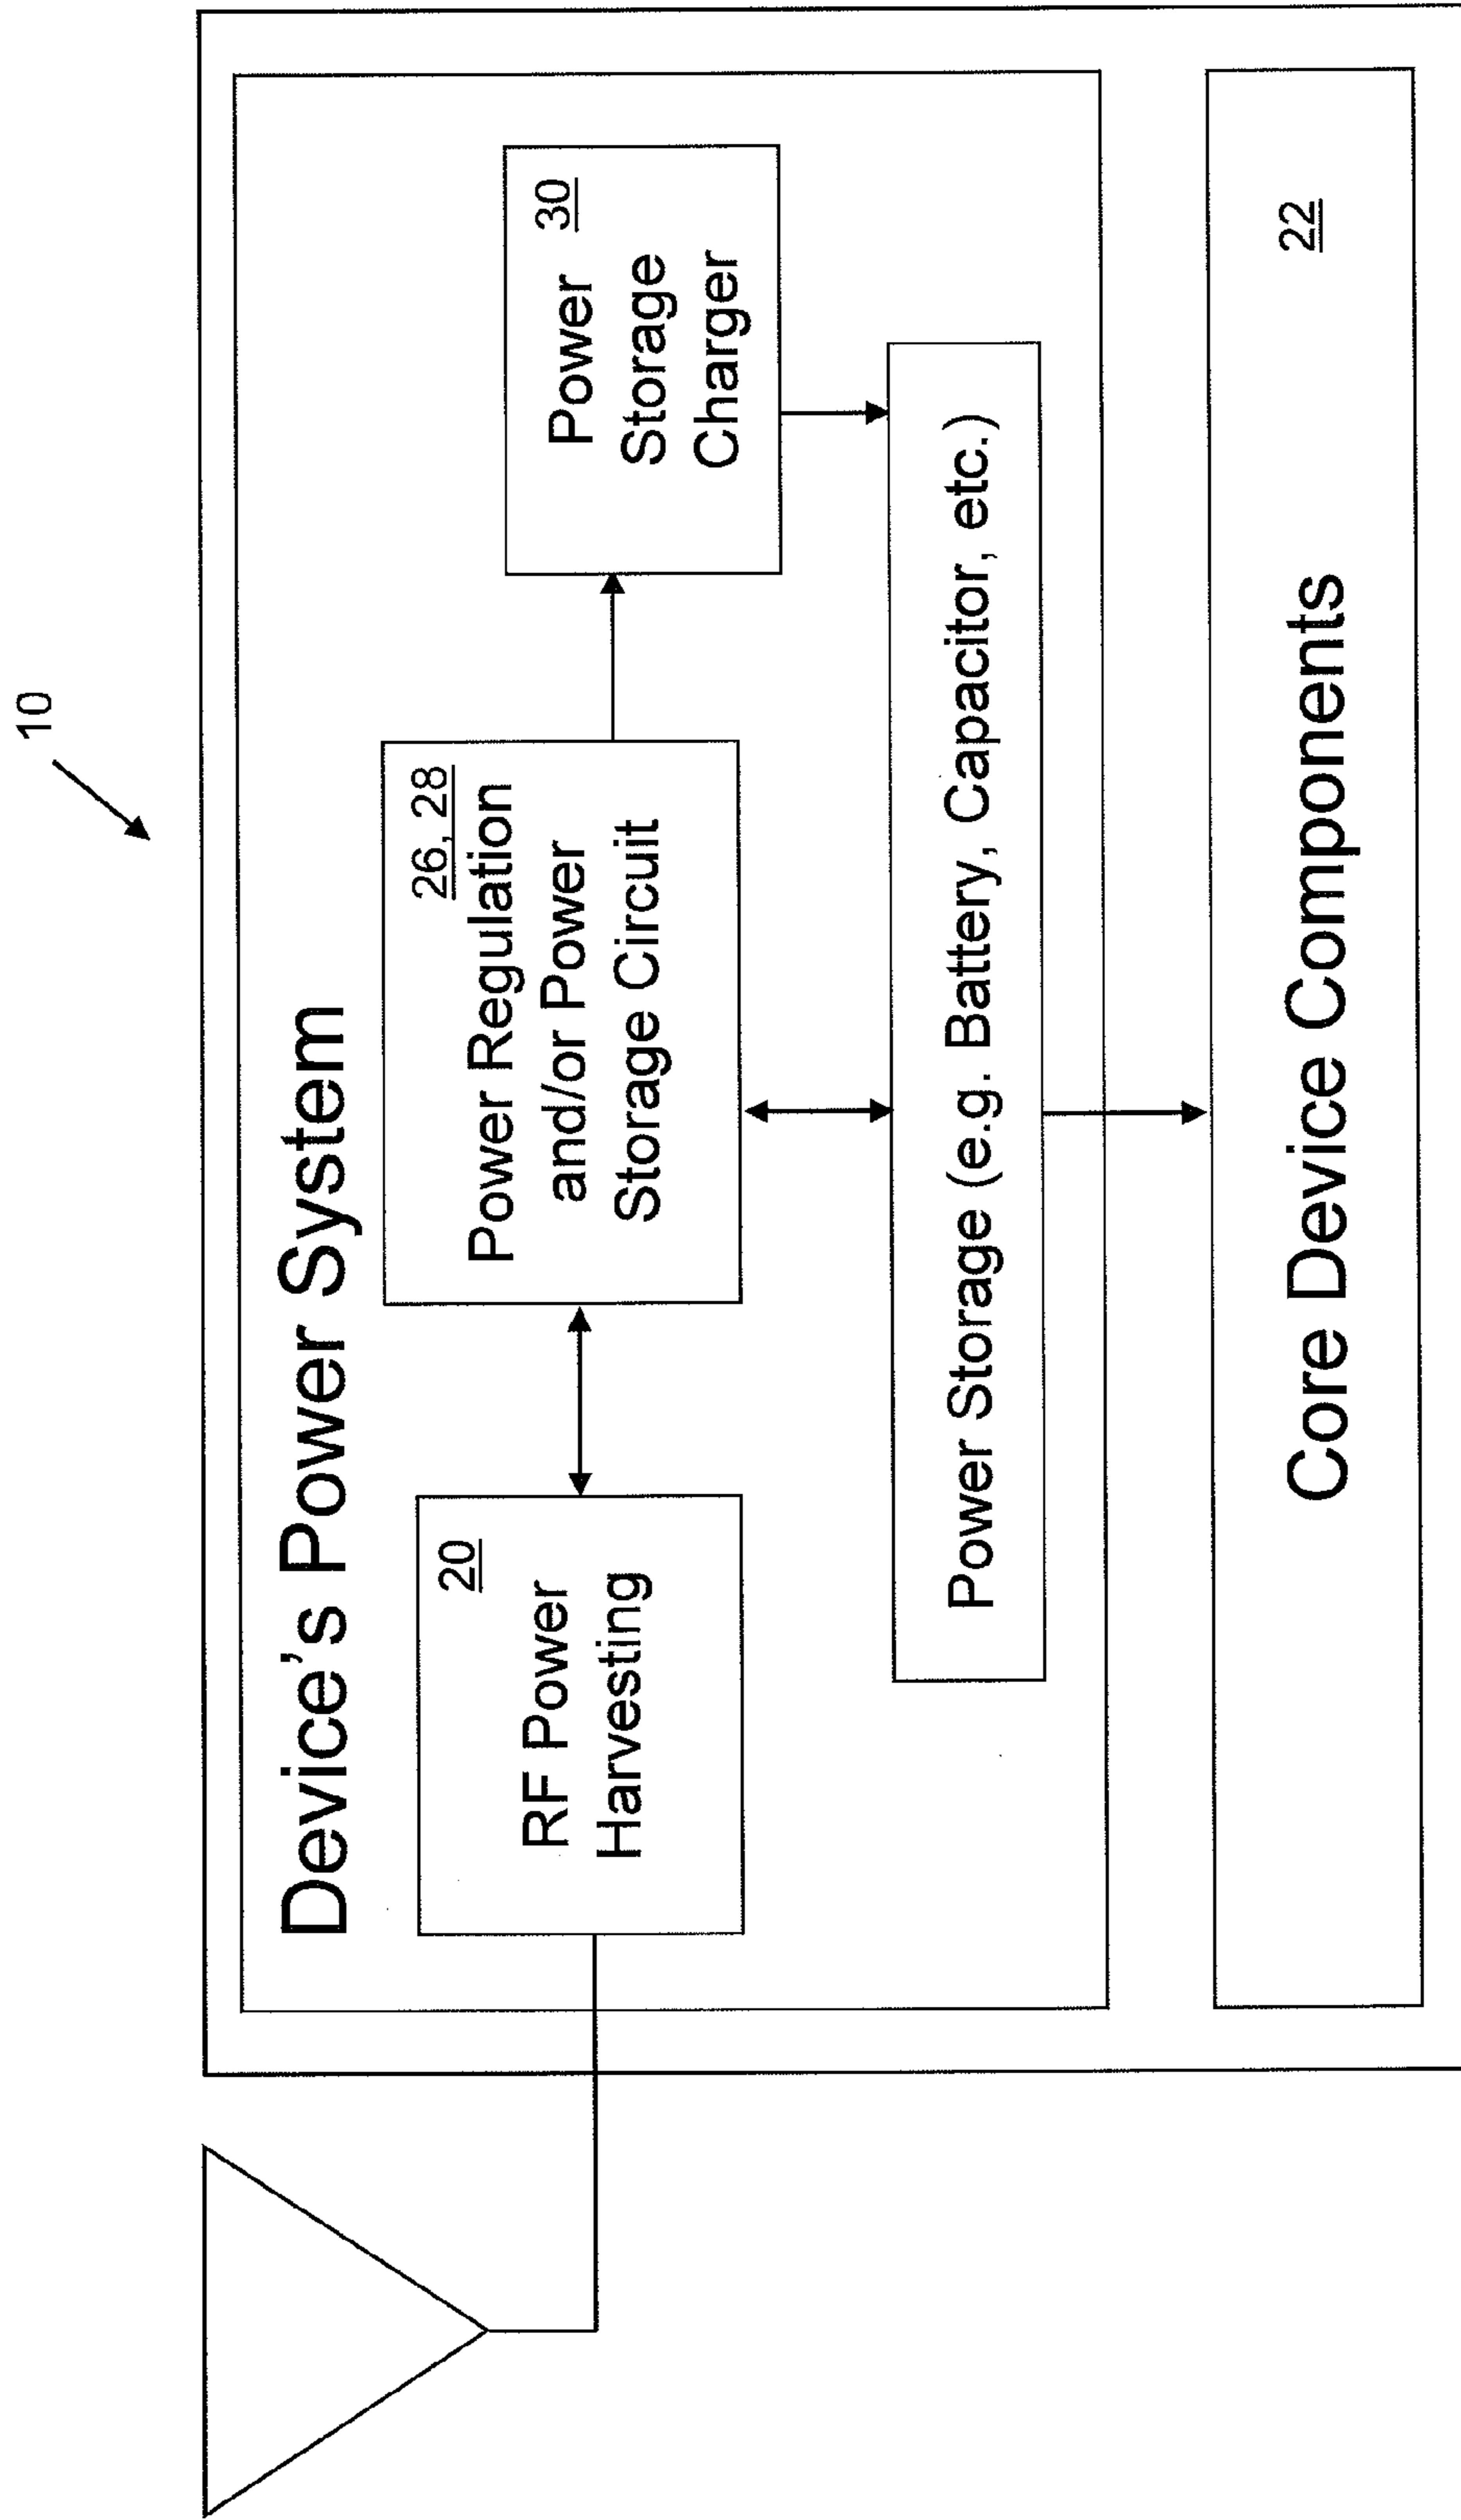 10
Device's Power System
20
RF Power
Harvesting
26, 28
Power Regulation
and/or Power
Storage Circuit
Power 30
Storage
Charger
Power Storage (e.g. Battery, Capacitor, etc.)
Core Device Components 22